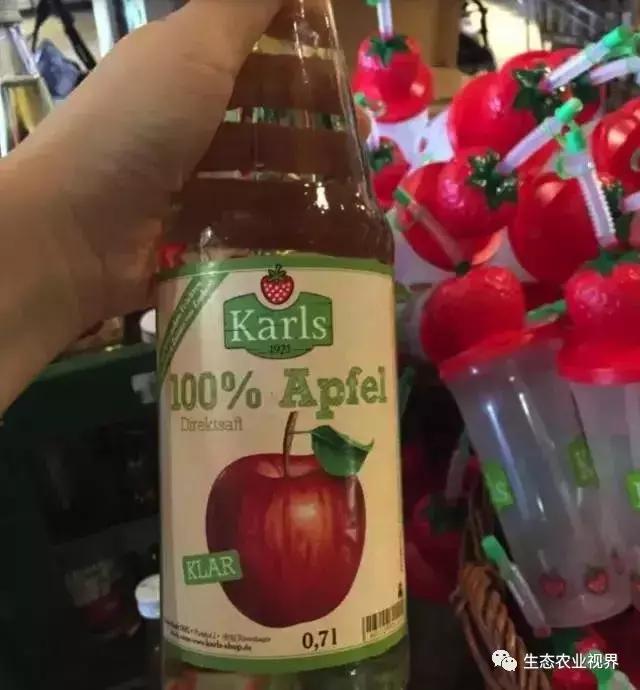 Karls
1921
100% Apfel
Direktsaft
KLAR
0,7l
www.karls-shop.de
生态农业视界